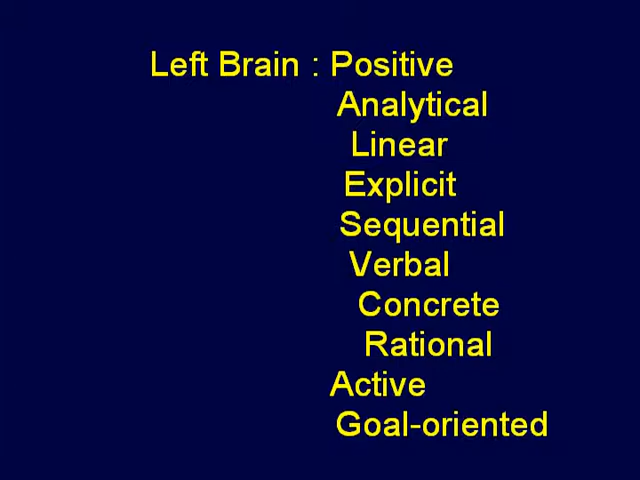 Left Brain : Positive
Analytical
Linear
Explicit
Sequential
Verbal
Concrete
Rational
Active
Goal-oriented